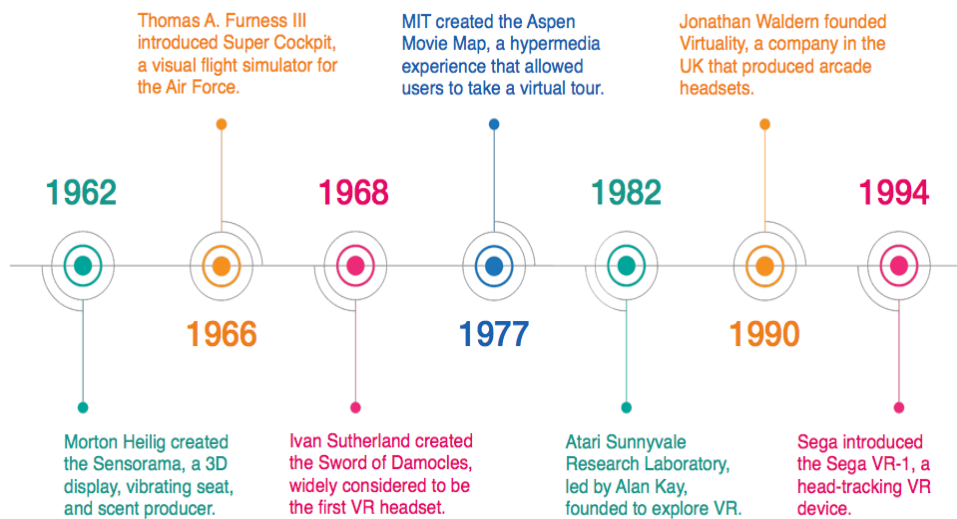 Thomas A. Furness III
introduced Super Cockpit,
a visual flight simulator for
the Air Force.
MIT created the Aspen
Movie Map, a hypermedia
experience that allowed
users to take a virtual tour.
Jonathan Waldern founded
Virtuality, a company in the
UK that produced arcade
headsets.
1962
1968
1982
1994
1966
1977
1990
Morton Heilig created
the Sensorama, a 3D
display, vibrating seat,
and scent producer.
Ivan Sutherland created
the Sword of Damocles,
widely considered to be
the first VR headset.
Atari Sunnyvale
Research Laboratory,
led by Alan Kay,
founded to explore VR.
Sega introduced
the Sega VR-1, a
head-tracking VR
device.